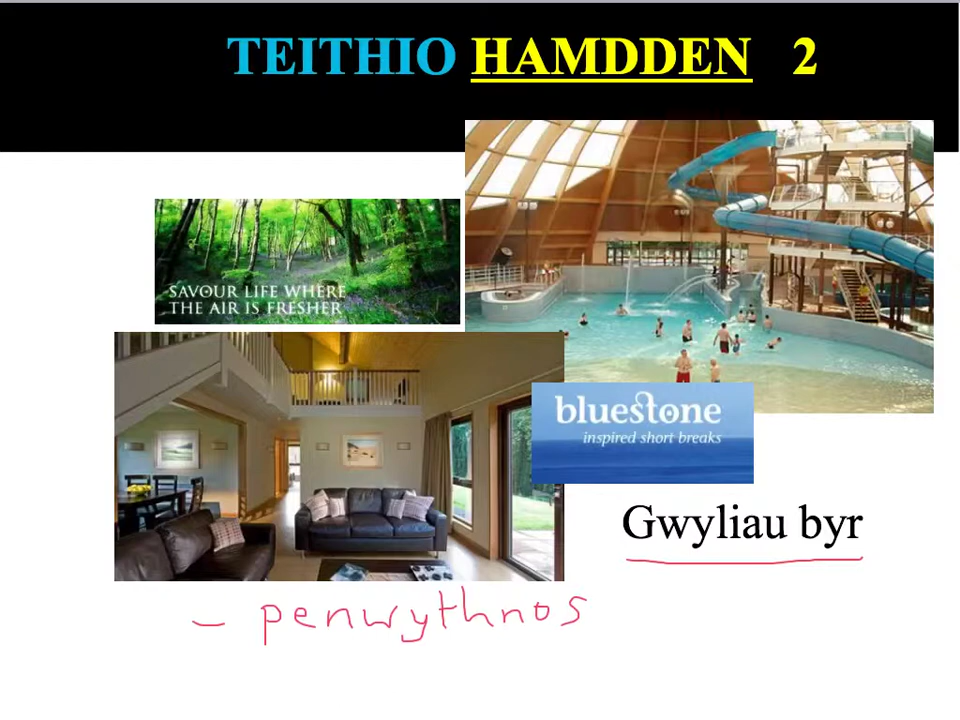 TEITHIO HAMDDEN 2
SAVOUR LIFE WHERE
THE AIR IS FRESHER
bluestone
inspired short breaks
Gwyliau byr
– penwythnos